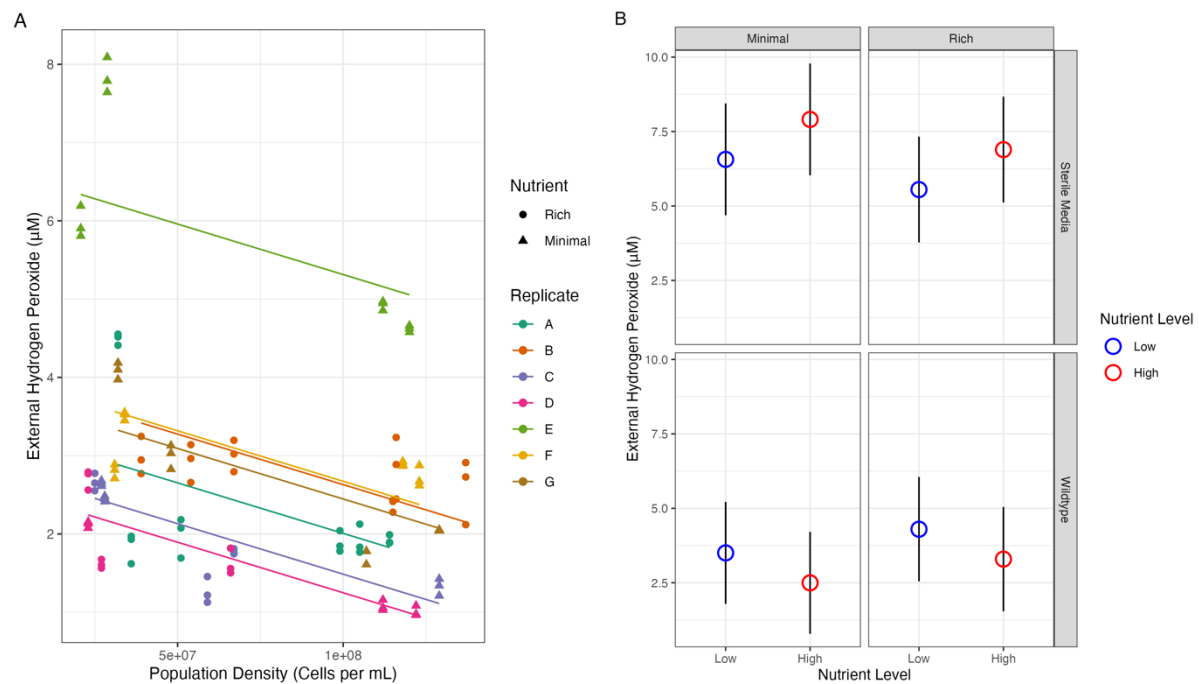 A
8
6
4
2
External Hydrogen Peroxide (µM)
5e+07
1e+08
Population Density (Cells per mL)
Nutrient
Rich
Minimal
Replicate
A
B
C
D
E
F
G
B
Minimal
Rich
10.0
7.5
5.0
2.5
Sterile Media
External Hydrogen Peroxide (µM)
10.0
7.5
5.0
2.5
Wildtype
Low
High
Low
High
Nutrient Level
Nutrient Level
Low
High